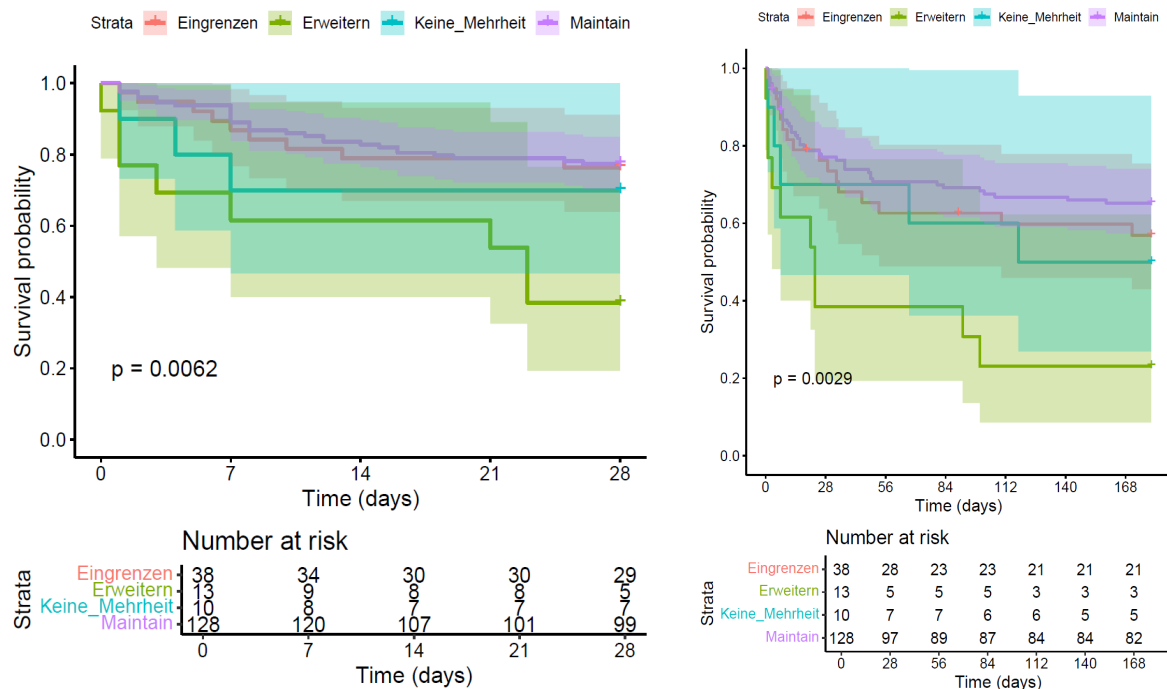 Strata Eingrenzen Erweitern Keine_Mehrheit Maintain
Survival probability
1.0
0.8
0.6
0.4
0.2
0.0
p = 0.0062
0 7 14 21 28
Time (days)
Number at risk
Strata
Eingrenzen 38 34 30 30 29
Erweitern 13 9 8 8 5
Keine_Mehrheit 10 8 7 7 7
Maintain 128 120 107 101 99
0 7 14 21 28
Time (days)
Strata Eingrenzen Erweitern Keine_Mehrheit Maintain
Survival probability
1.0
0.8
0.6
0.4
0.2
0.0
p = 0.0029
0 28 56 84 112 140 168
Time (days)
Number at risk
Strata
Eingrenzen 38 28 23 23 21 21 21
Erweitern 13 5 5 5 3 3 3
Keine_Mehrheit 10 7 7 6 6 5 5
Maintain 128 97 89 87 84 84 82
0 28 56 84 112 140 168
Time (days)